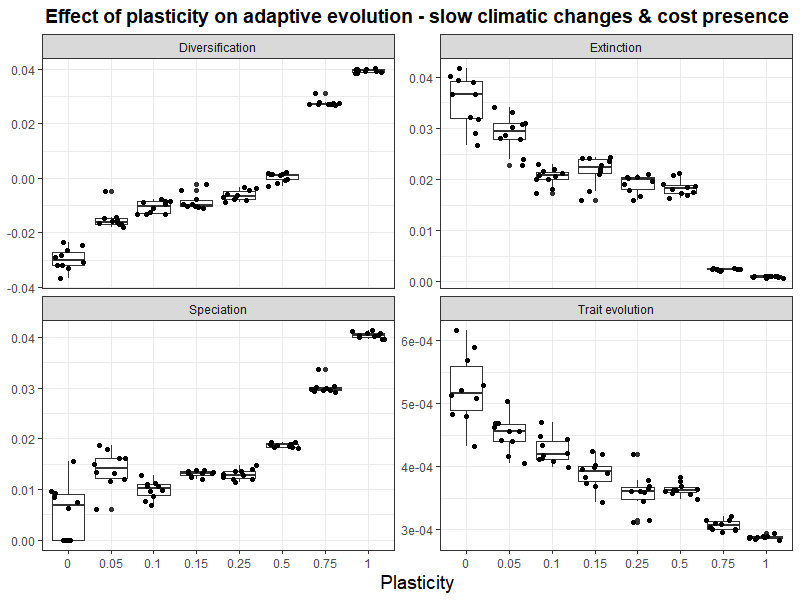 Effect of plasticity on adaptive evolution - slow climatic changes & cost presence
Diversification
Extinction
0.04
0.02
0.00
-0.02
-0.04
0.04
0.03
0.02
0.01
0.00
Speciation
Trait evolution
0.04
0.03
0.02
0.01
0.00
6e-04
5e-04
4e-04
3e-04
0 0.05 0.1 0.15 0.25 0.5 0.75 1
0 0.05 0.1 0.15 0.25 0.5 0.75 1
Plasticity